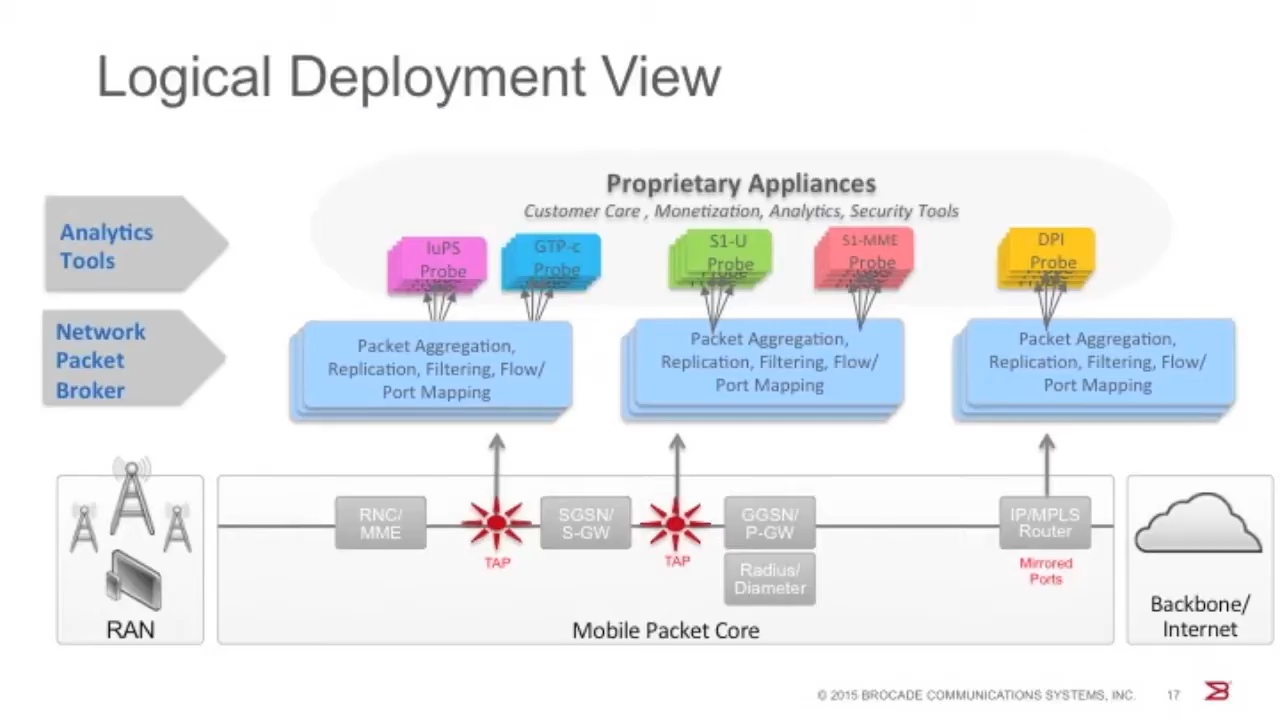 Logical Deployment View
Proprietary Appliances
Customer Care , Monetization, Analytics, Security Tools
Analytics
Tools
IuPS
Probe
GTP-c
Probe
S1-U
Probe
S1-MME
Probe
DPI
Probe
Network
Packet
Broker
Packet Aggregation,
Replication, Filtering, Flow/
Port Mapping
Packet Aggregation,
Replication, Filtering, Flow/
Port Mapping
Packet Aggregation,
Replication, Filtering, Flow/
Port Mapping
RNC/
MME
TAP
SGSN/
S-GW
TAP
GGSN/
P-GW
Radius/
Diameter
IP/MPLS
Router
Mirrored
Ports
RAN
Mobile Packet Core
Backbone/
Internet
© 2015 BROCADE COMMUNICATIONS SYSTEMS, INC.
17